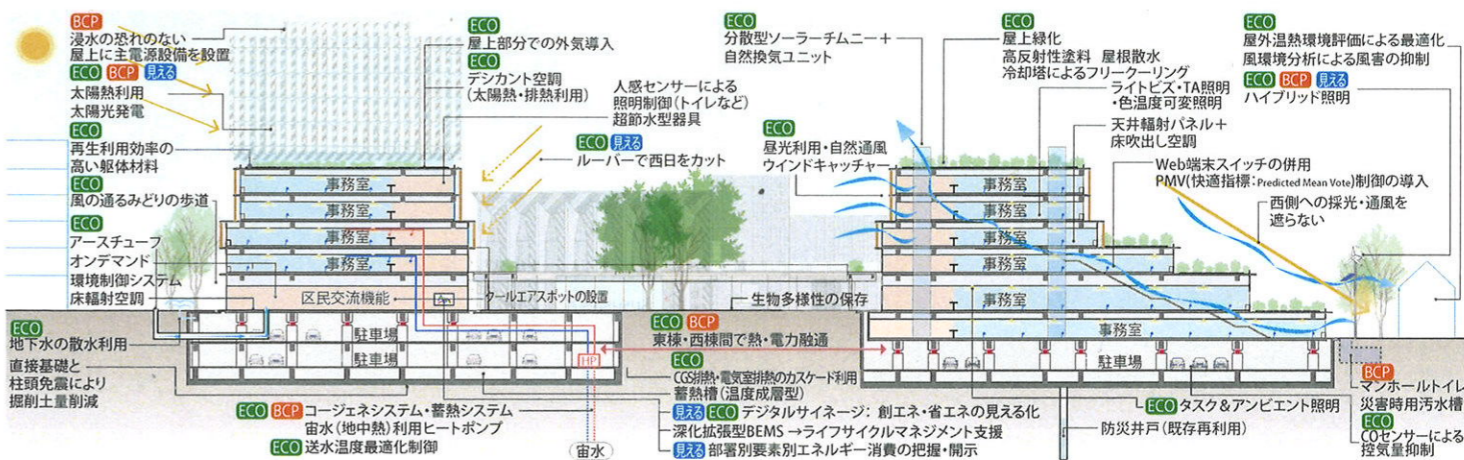 BCP
浸水の恐れのない
屋上に主電源設備を設置
ECO BCP 見える
太陽熱利用
太陽光発電
ECO
再生利用効率の
高い躯体材料
ECO
風の通るみどりの歩道
ECO
アースチューブ
オンデマンド
環境制御システム
床輻射空調
ECO
地下水の散水利用
直接基礎と
柱頭免震により
掘削土量削減
ECO
屋上部分での外気導入
ECO
デシカント空調
(太陽熱・排熱利用)
人感センサーによる
照明制御(トイレなど)
超節水型器具
ECO 見える
ルーバーで西日をカット
事務室
事務室
事務室
事務室
区民交流機能
クールエアスポットの設置
駐車場
駐車場
HP
ECO BCP コージェネシステム・蓄熱システム
宙水(地中熱)利用ヒートポンプ
ECO 送水温度最適化制御
宙水
ECO
分散型ソーラーチムニー+
自然換気ユニット
ECO
昼光利用・自然通風
ウインドキャッチャー
生物多様性の保存
ECO BCP
東棟・西棟間で熱・電力融通
ECO
CGS排熱・電気室排熱のカスケード利用
蓄熱槽(温度成層型)
見える ECO デジタルサイネージ: 創エネ・省エネの見える化
深化拡張型BEMS →ライフサイクルマネジメント支援
見える 部署別要素別エネルギー消費の把握・開示
ECO
屋上緑化
高反射性塗料 屋根散水
冷却塔によるフリークーリング
ライトビズ・TA照明
・色温度可変照明
天井輻射パネル+
床吹出し空調
Web端末スイッチの併用
PMV(快適指標:Predicted Mean Vote)制御の導入
西側への採光・通風を
遮らない
事務室
事務室
事務室
事務室
事務室
事務室
駐車場
ECO
屋外温熱環境評価による最適化
風環境分析による風害の抑制
ECO BCP 見える
ハイブリッド照明
BCP
マンホールトイレ
災害時用汚水槽
ECO タスク&アンビエント照明
防災井戸(既存再利用)
ECO
COセンサーによる
控気量抑制